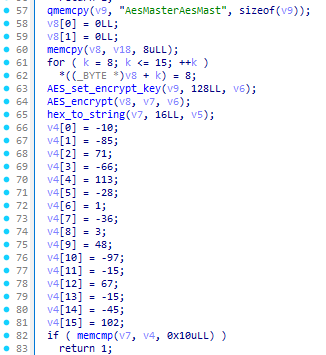 57 qmemcpy(v9, "AesMasterAesMast", sizeof(v9));
58 v8[0] = 0LL;
59 v8[1] = 0LL;
60 memcpy(v8, v18, 8uLL);
61 for ( k = 8; k <= 15; ++k )
62 *((_BYTE *)v8 + k) = 8;
63 AES_set_encrypt_key(v9, 128LL, v6);
64 AES_encrypt(v8, v7, v6);
65 hex_to_string(v7, 16LL, v5);
66 v4[0] = -10;
67 v4[1] = -85;
68 v4[2] = 71;
69 v4[3] = -66;
70 v4[4] = 113;
71 v4[5] = -28;
72 v4[6] = 1;
73 v4[7] = -36;
74 v4[8] = 3;
75 v4[9] = 48;
76 v4[10] = -97;
77 v4[11] = -15;
78 v4[12] = 67;
79 v4[13] = -15;
80 v4[14] = -45;
81 v4[15] = 102;
82 if ( memcmp(v7, v4, 0x10uLL) )
83 return 1;